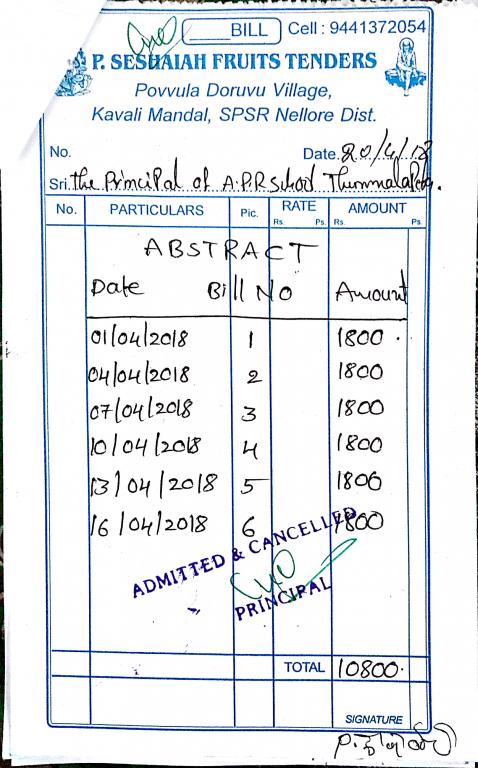 BILL Cell : 9441372054
P. SESHAIAH FRUITS TENDERS
Povvula Doruvu Village,
Kavali Mandal, SPSR Nellore Dist.
No. Date. 20/4/18
Sri. The Principal of A.P.R School
No. PARTICULARS Pic. RATE AMOUNT
Rs. Ps. Rs. Ps.
ABSTRACT
Date Bill No Amount
01/04/2018 1 1800
04/04/2018 2 1800
07/04/2018 3 1800
10/04/2018 4 1800
13/04/2018 5 1800
16/04/2018 6 1800
ADMITTED & CANCELLED
PRINCIPAL
TOTAL 10800
SIGNATURE